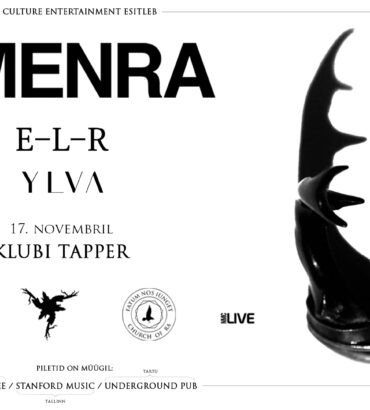 CULTURE ENTERTAINMENT ESITLEB
MENRA
E-L-R
YLVA
17. NOVEMBRIL
KLUBI TAPPER
FATUM NOS IUNGET
CHURCH OF RA
LIVE
PILETID ON MÜÜGIL:
TARTU
EE / STANFORD MUSIC / UNDERGROUND PUB
TALLINN